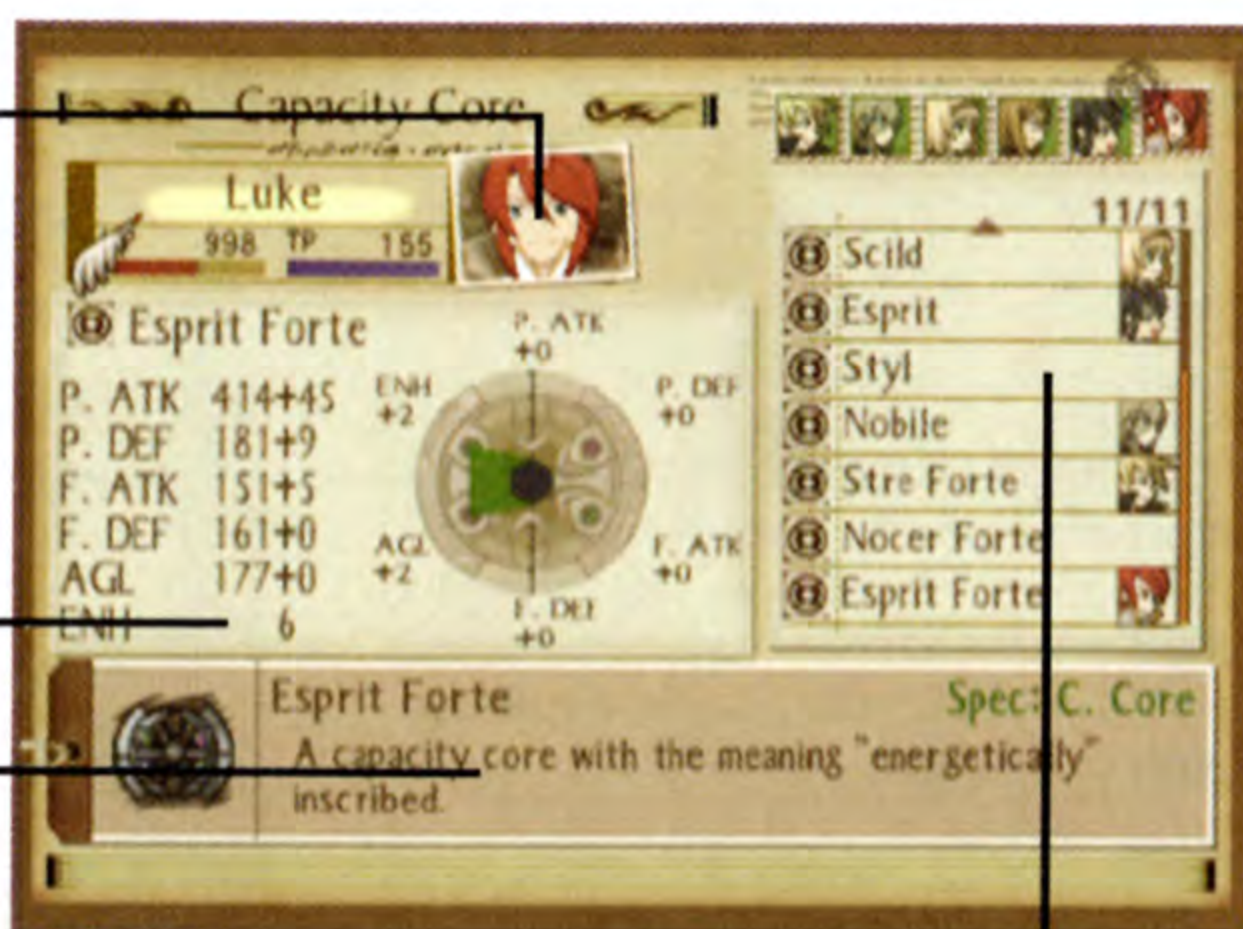 Capacity Core
Luke
998 TP 155
11/11
Esprit Forte
P. ATK 414+45
P. DEF 181+9
F. ATK 151+5
F. DEF 161+0
AGL 177+0
ENH 6
P. ATK
+0
ENH
+2
P. DEF
+0
AGL
+2
F. ATK
+0
F. DEF
+0
Scild
Esprit
Styl
Nobile
Stre Forte
Nocer Forte
Esprit Forte
Esprit Forte Spec: C. Core
A capacity core with the meaning "energetically"
inscribed.